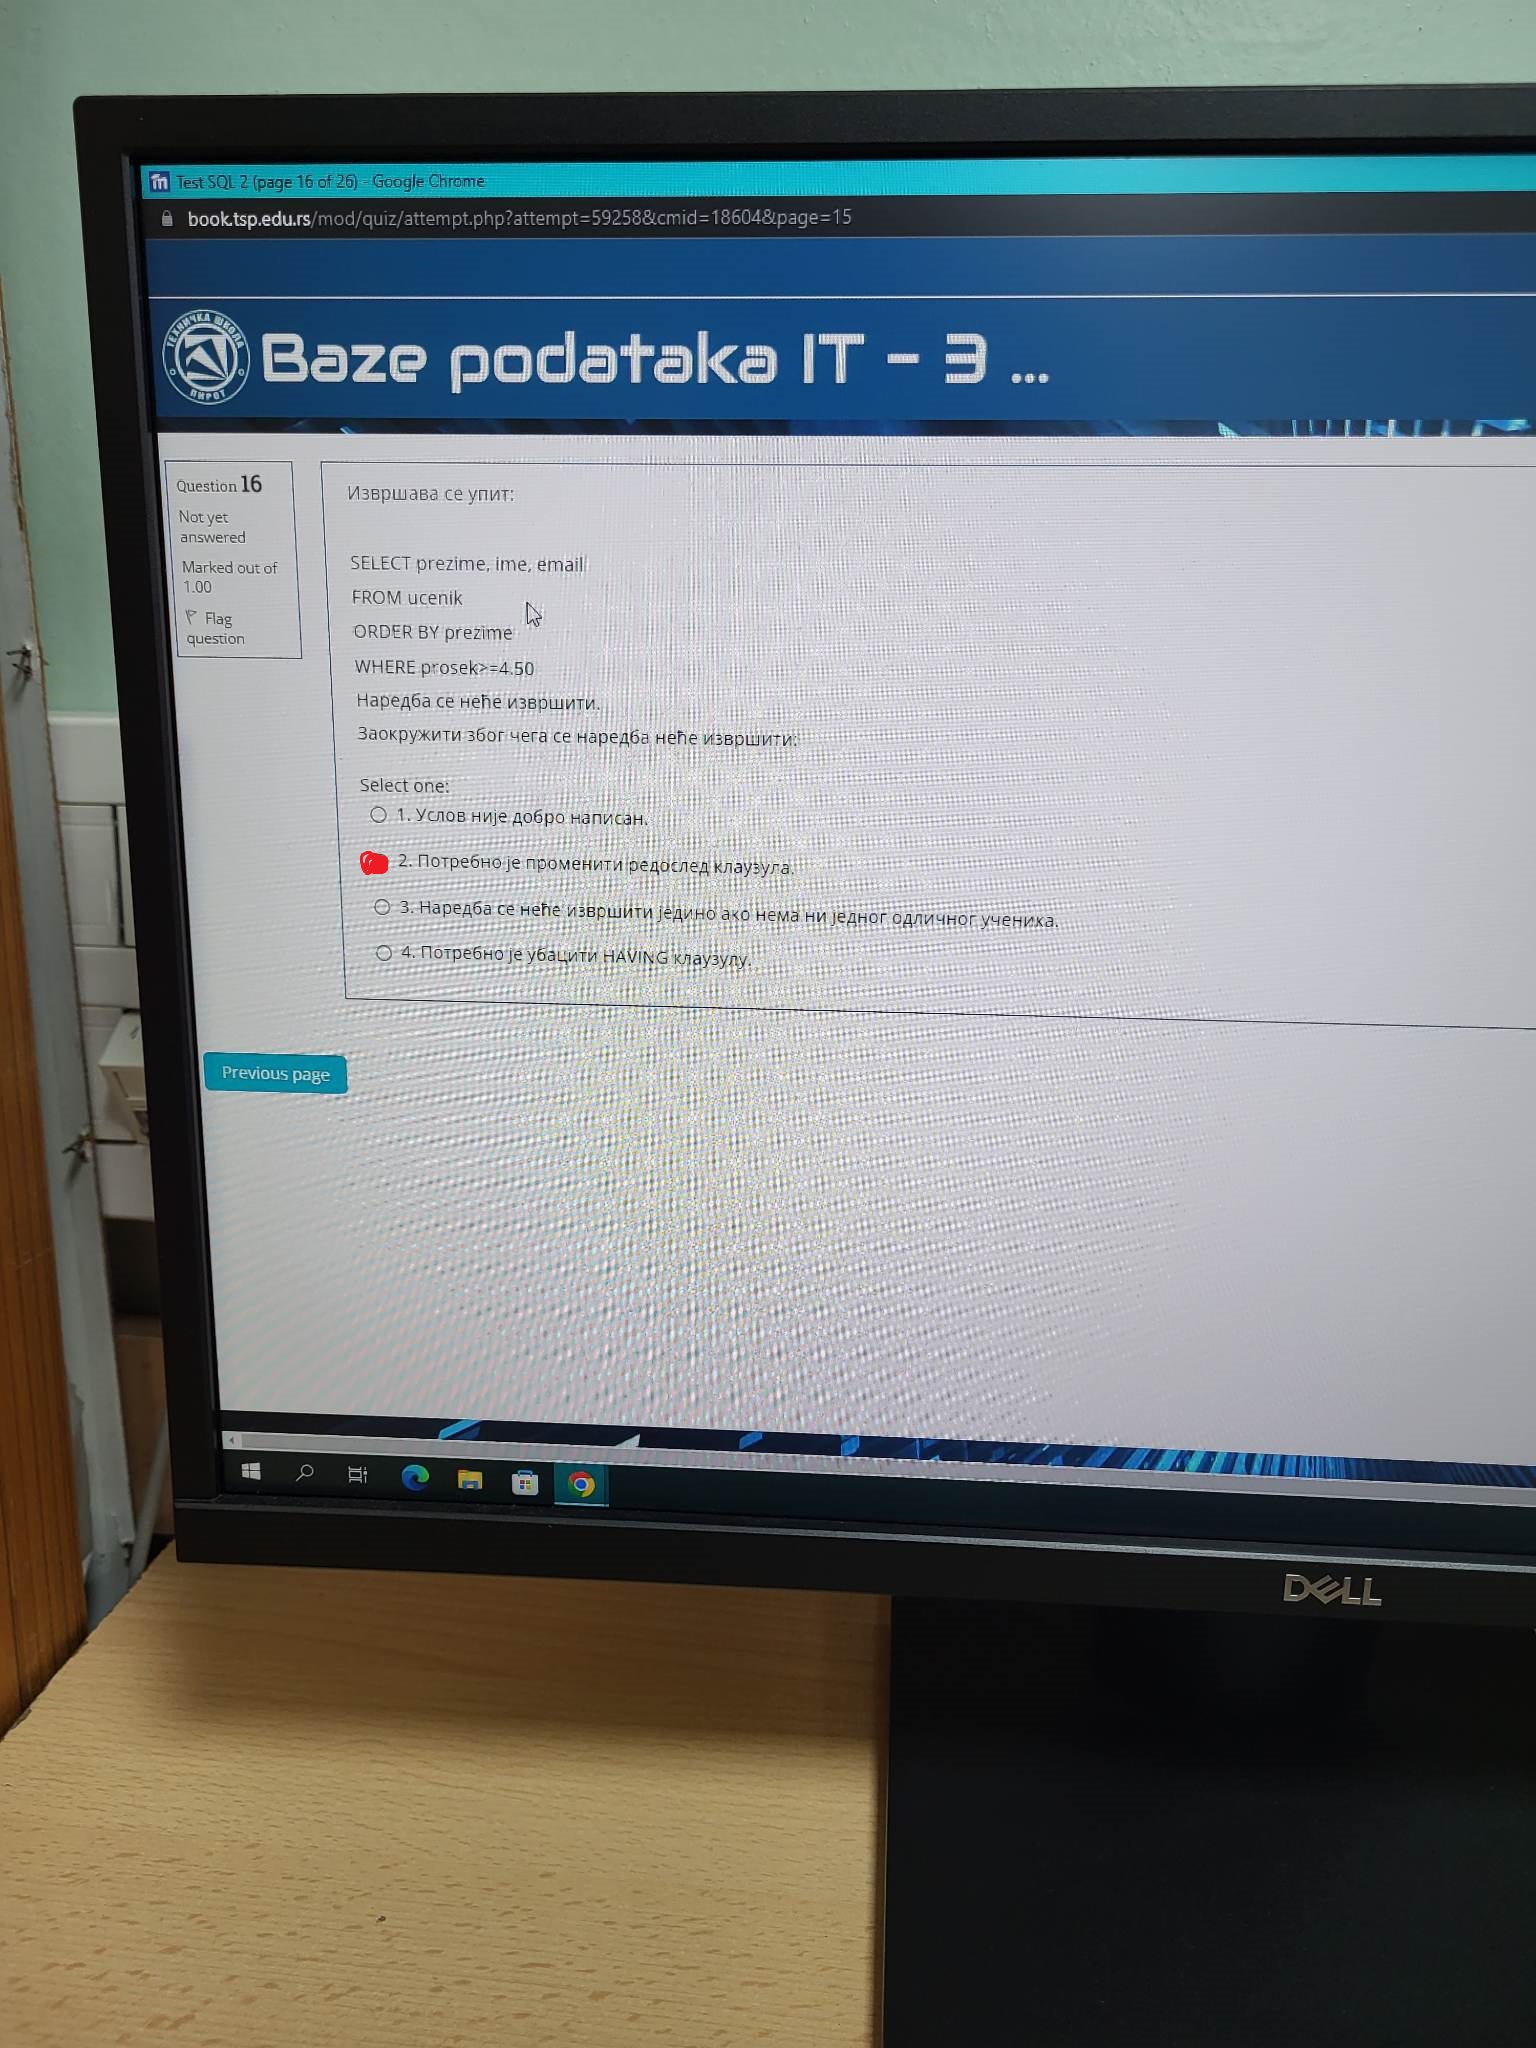 Test SQL 2 (page 16 of 26) - Google Chrome
book.tsp.edu.rs/mod/quiz/attempt.php?attempt=59258&cmid=18604&page=15
ТЕХНИЧКА ШКОЛА
ПИРОТ
Baze podataka IT - 3 ...
Question 16
Not yet
answered
Marked out of
1.00
Flag
question
Извршава се упит:
SELECT prezime, ime, email
FROM ucenik
ORDER BY prezime
WHERE prosek>=4.50
Наредба се неће извршити.
Заокружити због чега се наредба неће извршити:
Select one:
1. Услов није добро написан.
2. Потребно је променити редослед клаузула.
3. Наредба се неће извршити једино ако нема ни једног одличног ученика.
4. Потребно је убацити HAVING клаузулу.
Previous page
DELL